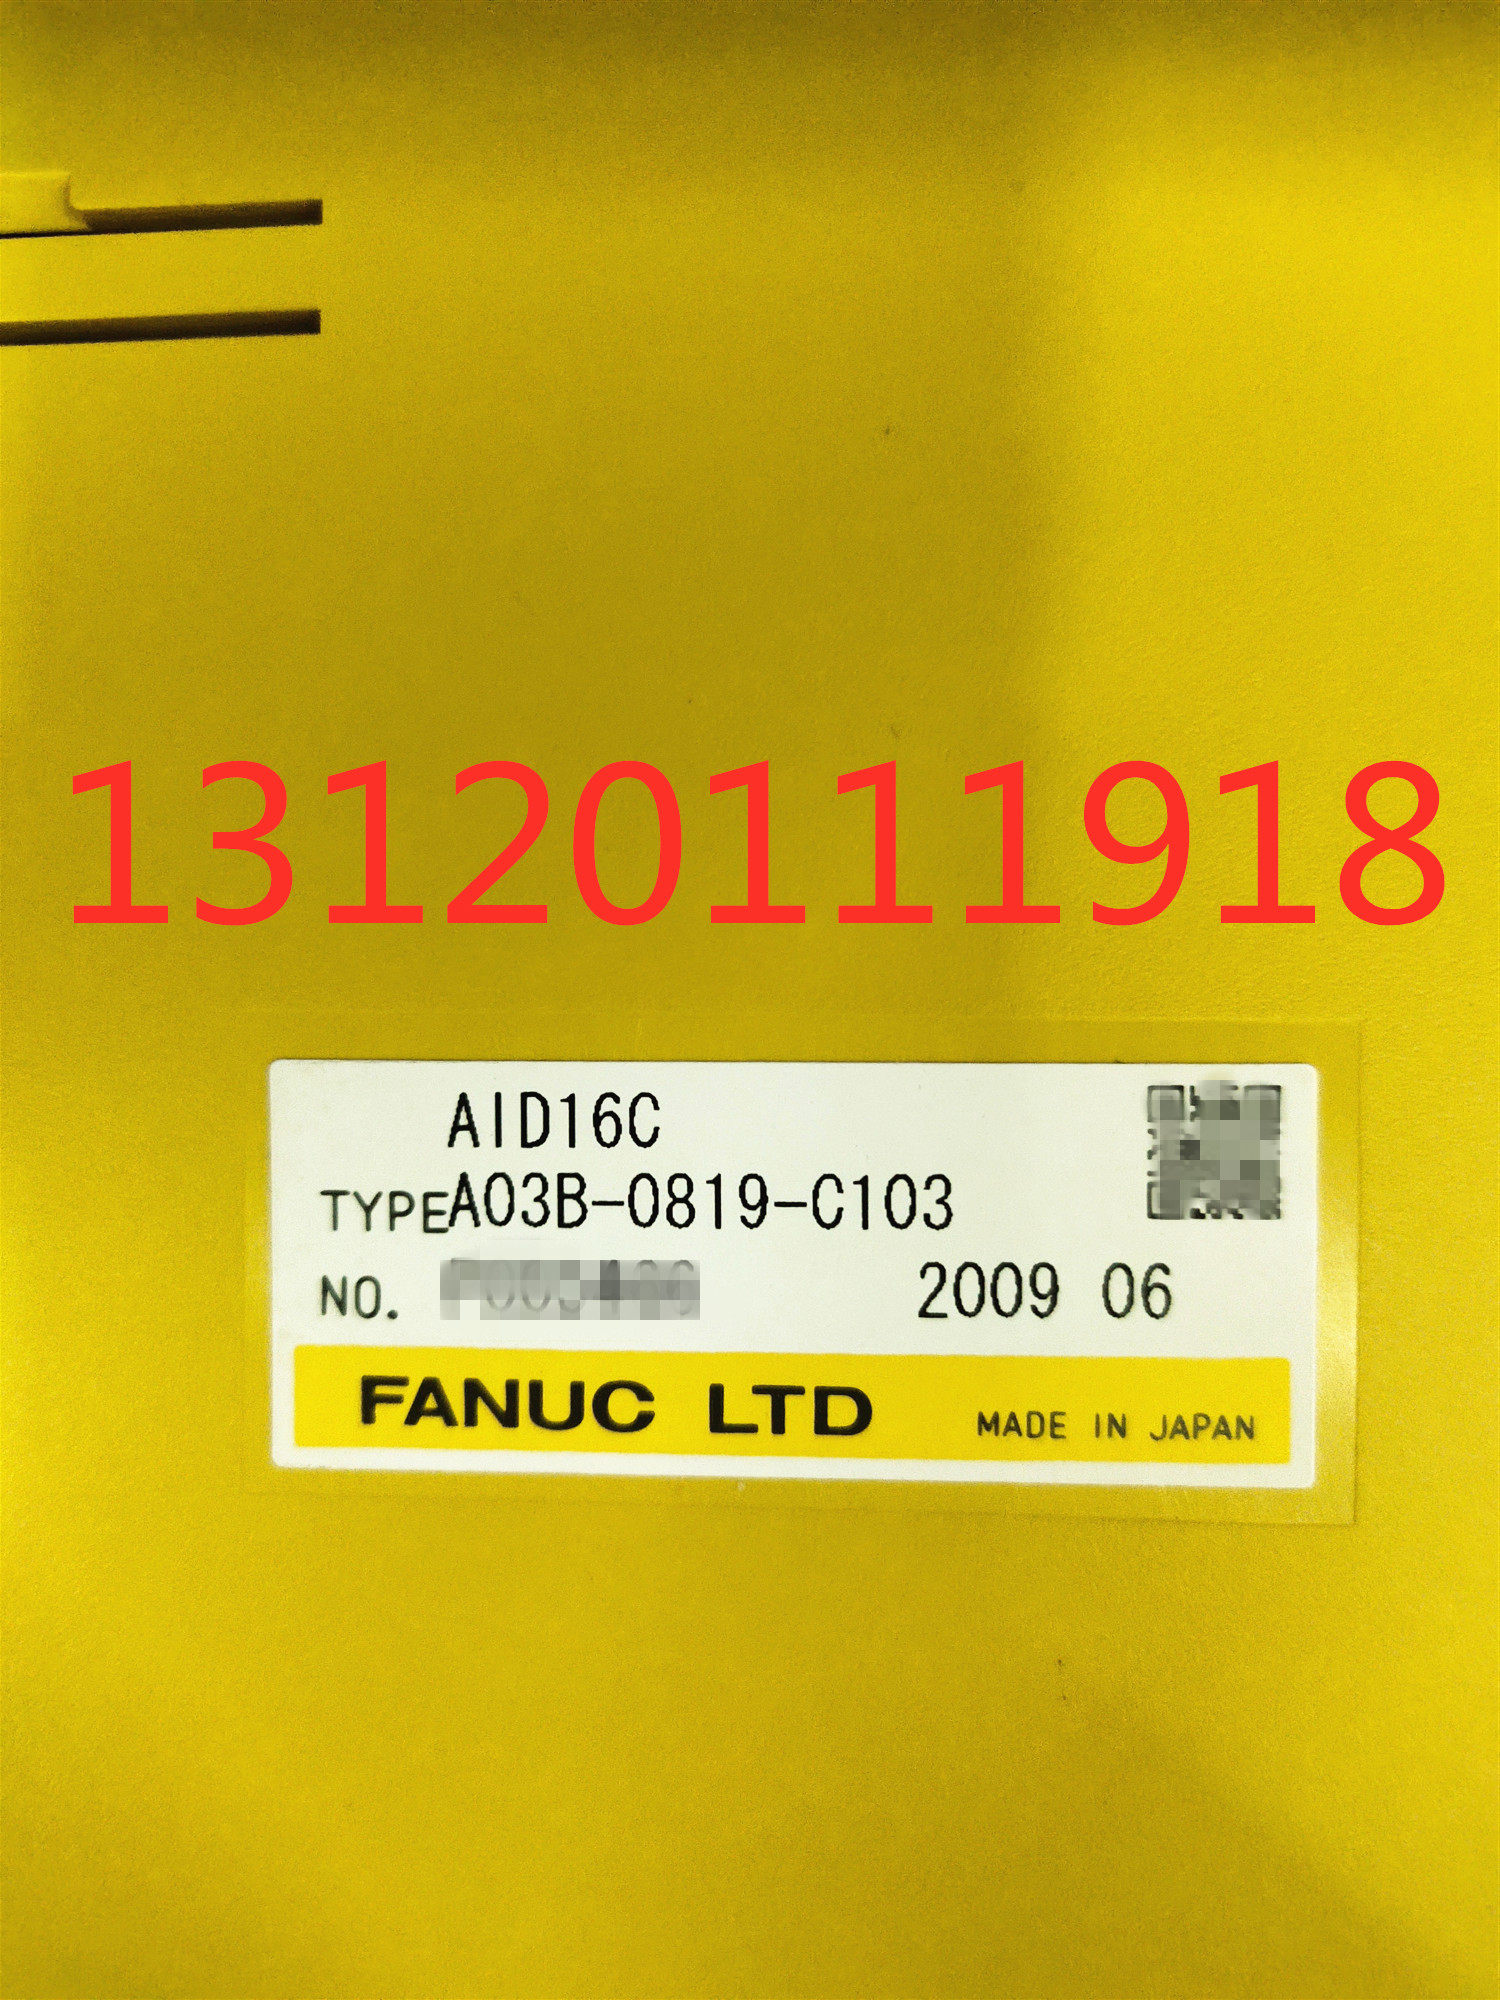 13120111918
AID16C
TYPE A03B-0819-C103
NO. 2009 06
FANUC LTD MADE IN JAPAN